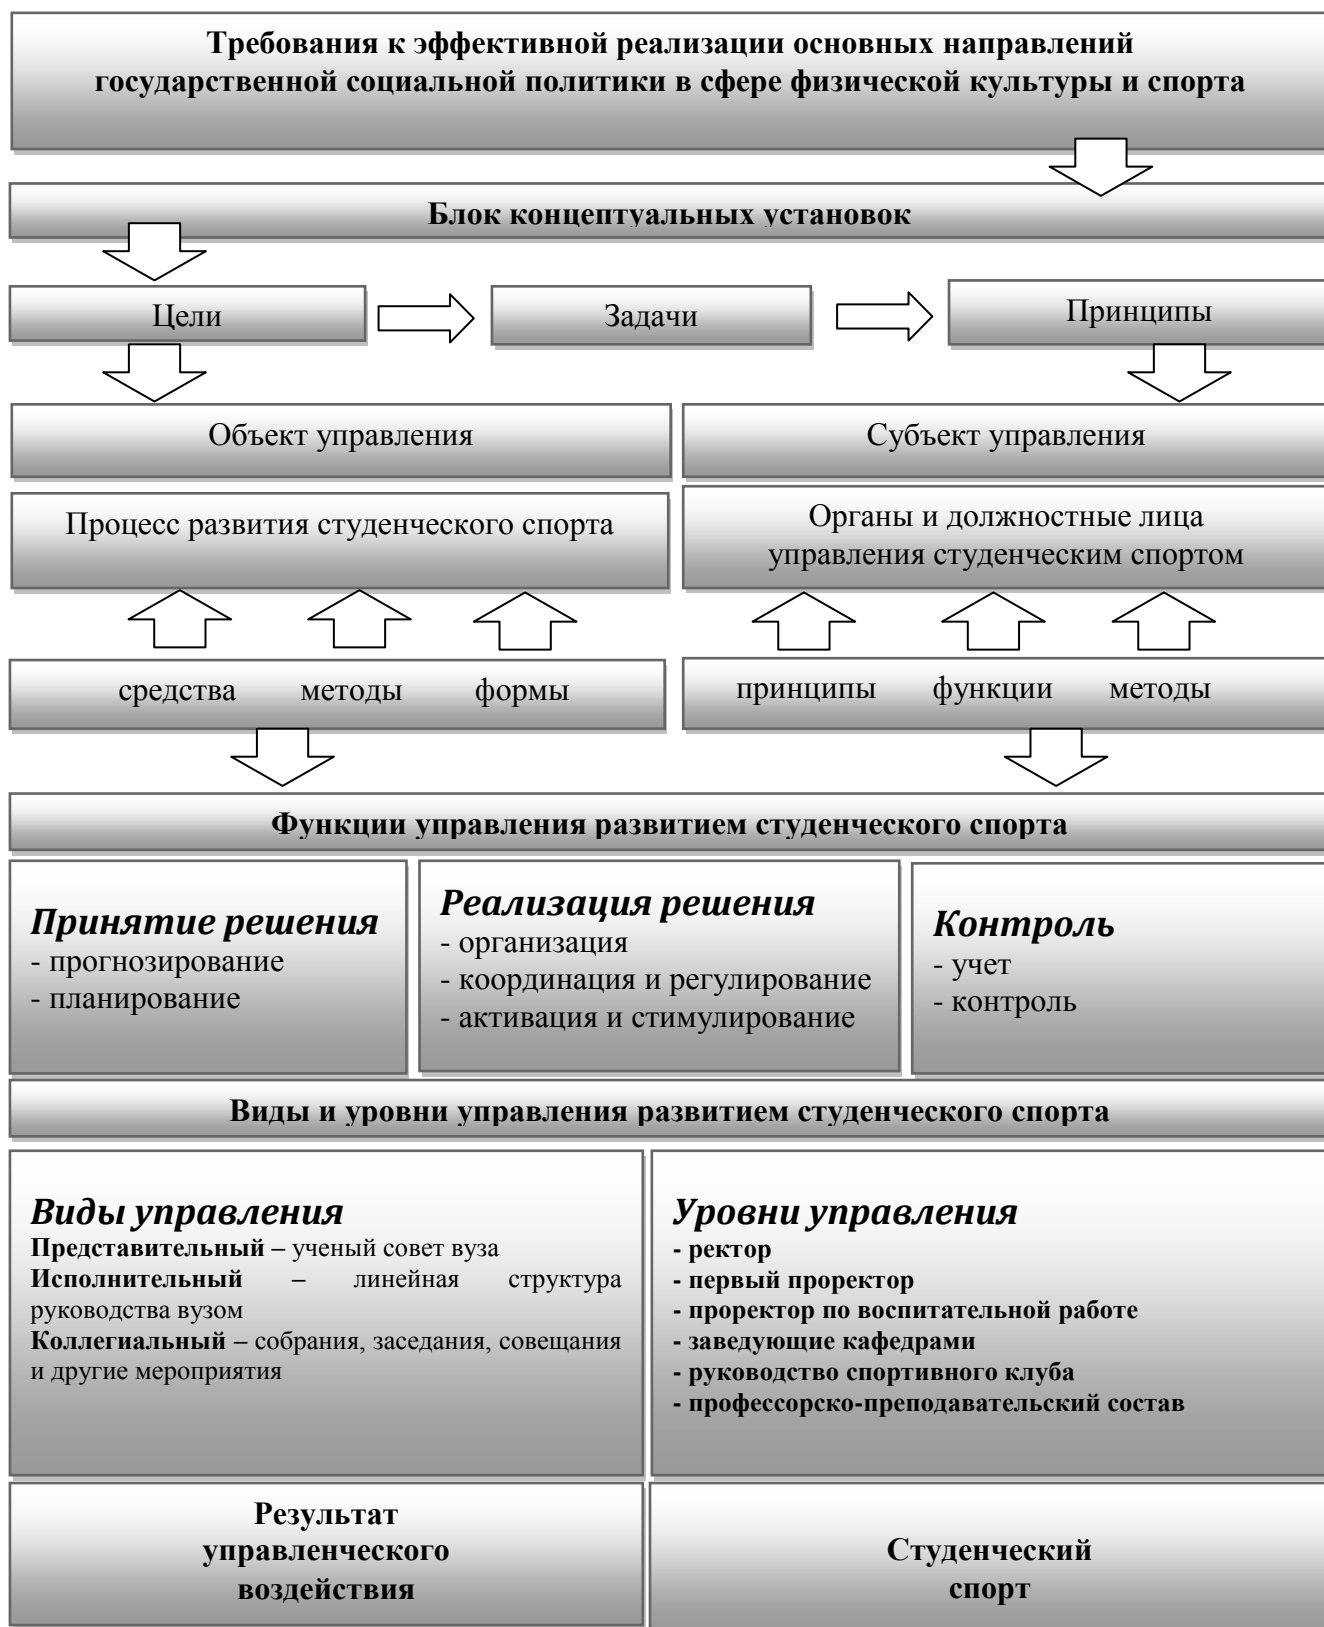 Требования к эффективной реализации основных направлений
государственной социальной политики в сфере физической культуры и спорта
Блок концептуальных установок
Цели
Задачи
Принципы
Объект управления
Субъект управления
Процесс развития студенческого спорта
Органы и должностные лица
управления студенческим спортом
средства методы формы
принципы функции методы
Функции управления развитием студенческого спорта
Принятие решения
- прогнозирование
- планирование
Реализация решения
- организация
- координация и регулирование
- активация и стимулирование
Контроль
- учет
- контроль
Виды и уровни управления развитием студенческого спорта
Виды управления
Представительный – ученый совет вуза
Исполнительный – линейная структура
руководства вузом
Коллегиальный – собрания, заседания, совещания
и другие мероприятия
Уровни управления
- ректор
- первый проректор
- проректор по воспитательной работе
- заведующие кафедрами
- руководство спортивного клуба
- профессорско-преподавательский состав
Результат
управленческого
воздействия
Студенческий
спорт